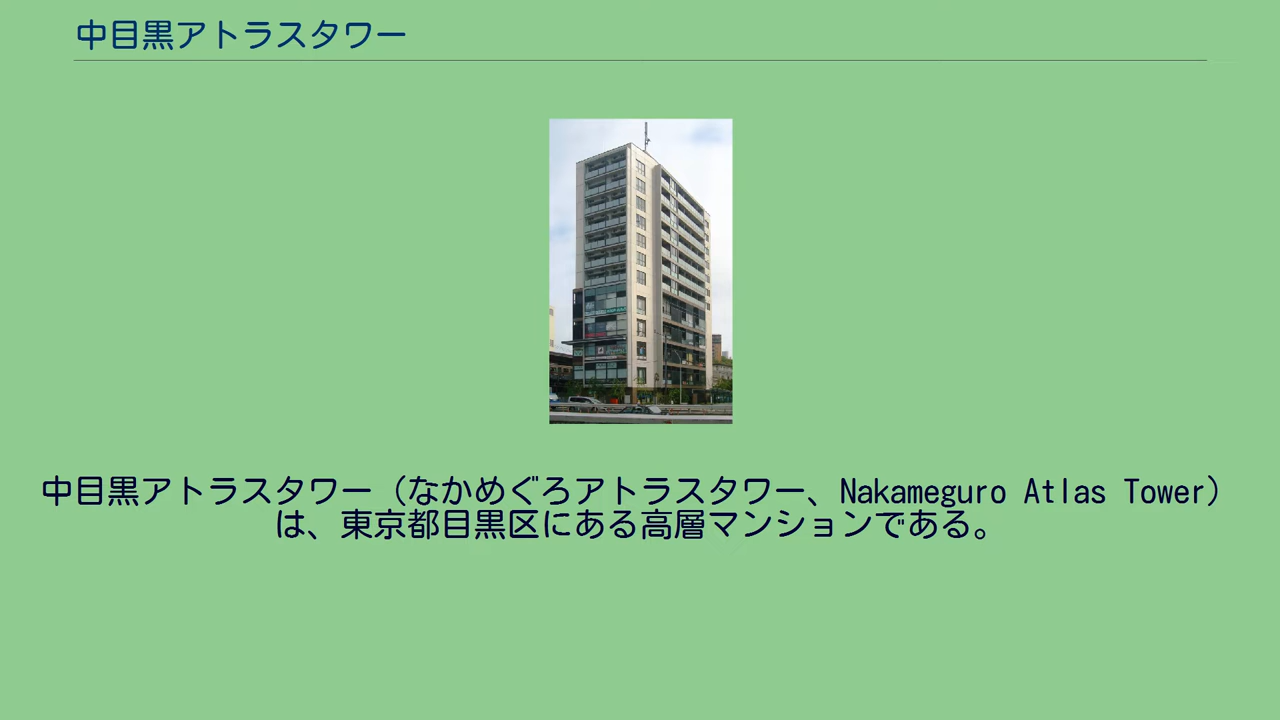 中目黒アトラスタワー
中目黒アトラスタワー（なかめぐろアトラスタワー、Nakameguro Atlas Tower）
は、東京都目黒区にある高層マンションである。